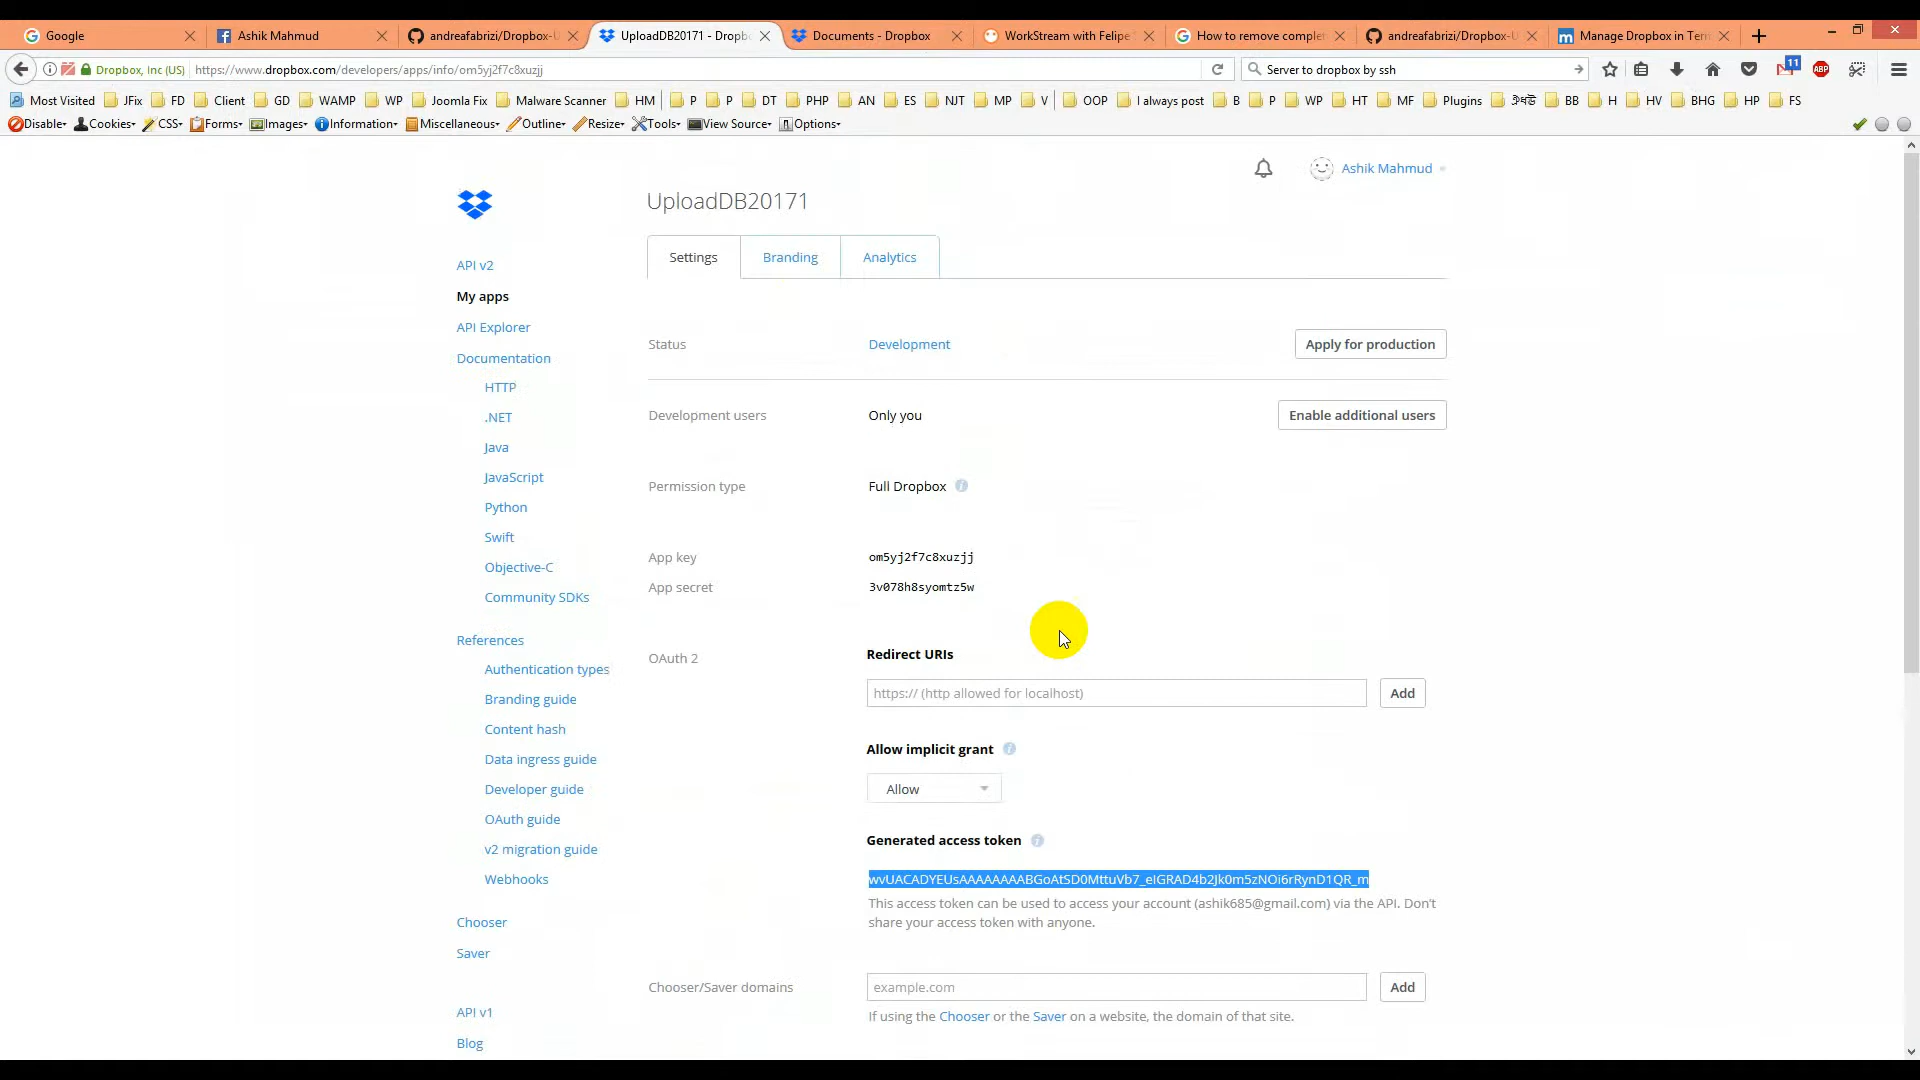 Google
Ashik Mahmud
andreafabrizi/Dropbox-U
UploadDB20171 - Dropb
Documents - Dropbox
WorkStream with Felipe
How to remove complet
andreafabrizi/Dropbox-U
Manage Dropbox in Term
Dropbox, Inc (US)
https://www.dropbox.com/developers/apps/info/om5yj2f7c8xuzjj
Server to dropbox by ssh
11
ABP
Most Visited JFix FD Client GD WAMP WP Joomla Fix Malware Scanner HM P P DT PHP AN ES NJT MP V OOP I always post B P WP HT MF Plugins BB H HV BHG HP FS
Disable Cookies CSS Forms Images Information Miscellaneous Outline Resize Tools View Source Options
Ashik Mahmud
UploadDB20171
Settings Branding Analytics
API v2
My apps
API Explorer
Documentation
HTTP
.NET
Java
JavaScript
Python
Swift
Objective-C
Community SDKs
References
Authentication types
Branding guide
Content hash
Data ingress guide
Developer guide
OAuth guide
v2 migration guide
Webhooks
Chooser
Saver
API v1
Blog
Status Development Apply for production
Development users Only you Enable additional users
Permission type Full Dropbox
App key om5yj2f7c8xuzjj
App secret 3v078h8syomtz5w
OAuth 2 Redirect URIs
https:// (http allowed for localhost) Add
Allow implicit grant
Allow
Generated access token
wvUACADYEUsAAAAAAAABGoAtSD0MttuVb7_eIGRAD4b2Jk0m5zNOi6rRynD1QR_m
This access token can be used to access your account (ashik685@gmail.com) via the API. Don't
share your access token with anyone.
Chooser/Saver domains example.com Add
If using the Chooser or the Saver on a website, the domain of that site.